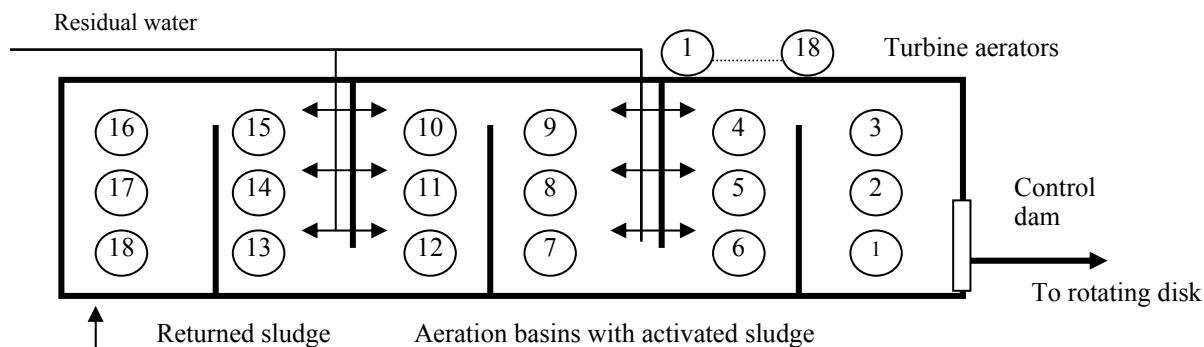 Residual water
1 18 Turbine aerators
16 15 10 9 4 3
17 14 11 8 5 2
18 13 12 7 6 1
Control
dam
To rotating disk
Returned sludge Aeration basins with activated sludge